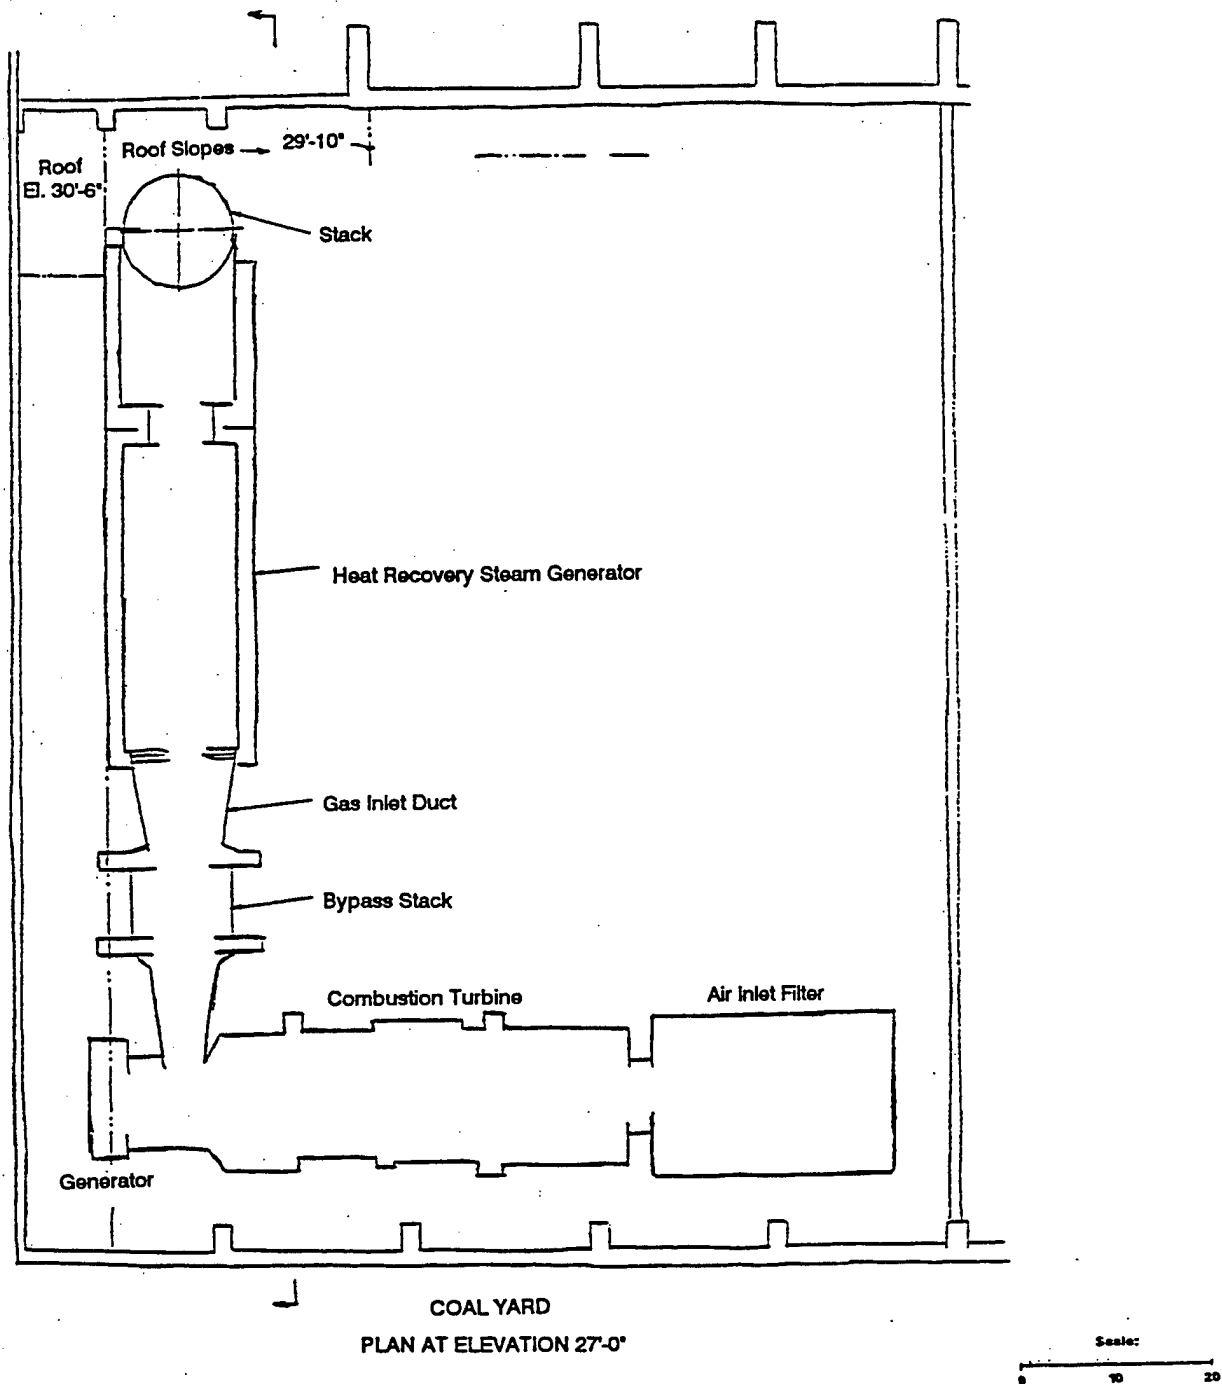 Roof Slopes
29'-10"
Roof
El. 30'-6"
Stack
Heat Recovery Steam Generator
Gas Inlet Duct
Bypass Stack
Combustion Turbine
Air Inlet Filter
Generator
COAL YARD
PLAN AT ELEVATION 27'-0"
Scale:
0 10 20